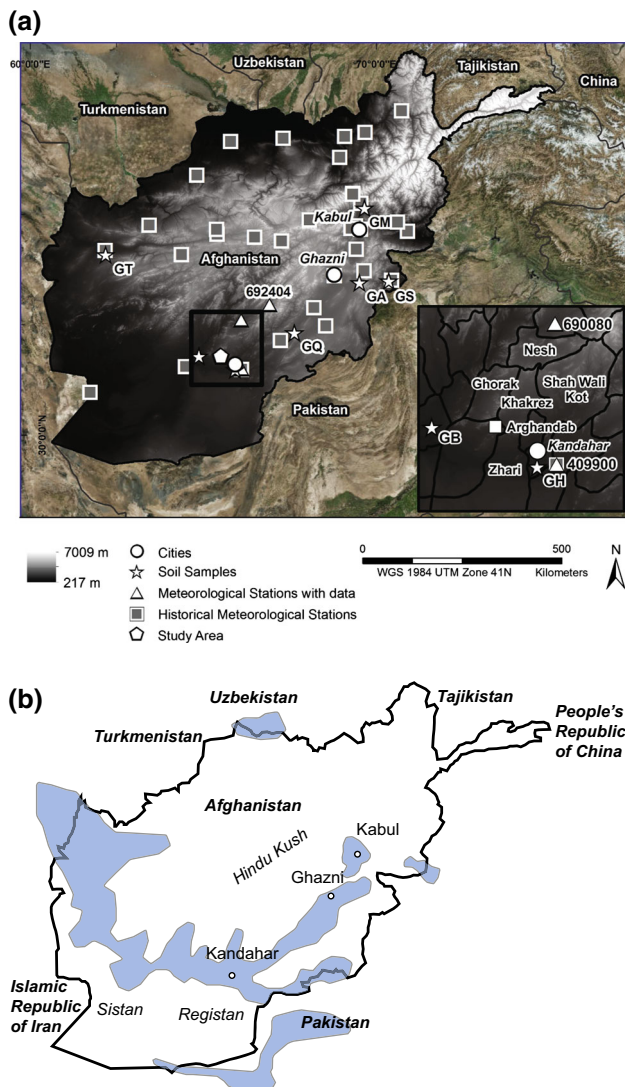 (a)
60°0'0"E
70°0'0"E
Uzbekistan
Tajikistan
China
Turkmenistan
Kabul
GM
Afghanistan
Ghazni
GT
692404
GA
GS
GQ
Pakistan
30°0'0"N
690080
Nesh
Ghorak
Shah Wali
Kot
Khakrez
Arghandab
GB
Kandahar
Zhari
409900
GH
7009 m
217 m
Cities
Soil Samples
Meteorological Stations with data
Historical Meteorological Stations
Study Area
0
500
WGS 1984 UTM Zone 41N
Kilometers
N
(b)
Uzbekistan
Tajikistan
Turkmenistan
People's
Republic
of China
Afghanistan
Hindu Kush
Kabul
Ghazni
Kandahar
Islamic
Republic
of Iran
Sistan
Registan
Pakistan